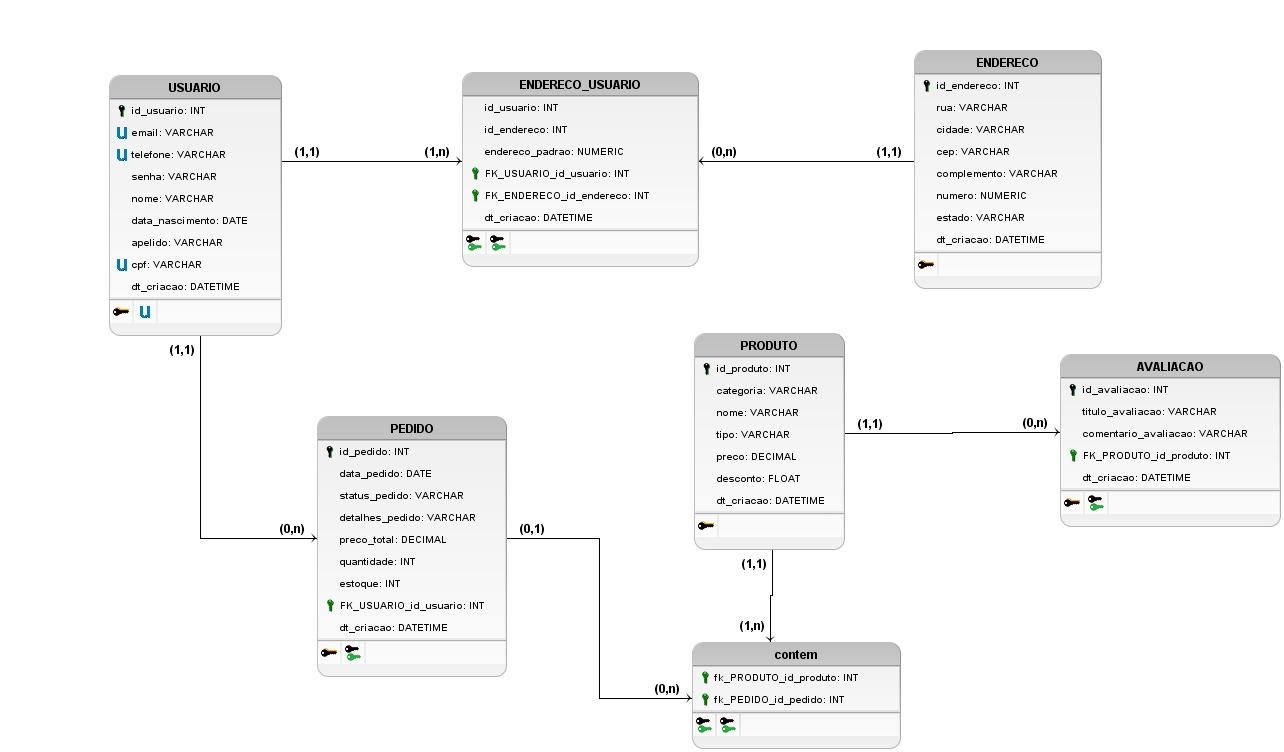 USUARIO
id_usuario: INT
U email: VARCHAR
U telefone: VARCHAR
senha: VARCHAR
nome: VARCHAR
data_nascimento: DATE
apelido: VARCHAR
U cpf: VARCHAR
dt_criacao: DATETIME
U
(1,1)
(1,n)
ENDERECO_USUARIO
id_usuario: INT
id_endereco: INT
endereco_padrao: NUMERIC
FK_USUARIO_id_usuario: INT
FK_ENDERECO_id_endereco: INT
dt_criacao: DATETIME
(0,n)
(1,1)
ENDERECO
id_endereco: INT
rua: VARCHAR
cidade: VARCHAR
cep: VARCHAR
complemento: VARCHAR
numero: NUMERIC
estado: VARCHAR
dt_criacao: DATETIME
(1,1)
(0,n)
PEDIDO
id_pedido: INT
data_pedido: DATE
status_pedido: VARCHAR
detalhes_pedido: VARCHAR
preco_total: DECIMAL
quantidade: INT
estoque: INT
FK_USUARIO_id_usuario: INT
dt_criacao: DATETIME
(0,1)
(0,n)
PRODUTO
id_produto: INT
categoria: VARCHAR
nome: VARCHAR
tipo: VARCHAR
preco: DECIMAL
desconto: FLOAT
dt_criacao: DATETIME
(1,1)
(0,n)
AVALIACAO
id_avaliacao: INT
titulo_avaliacao: VARCHAR
comentario_avaliacao: VARCHAR
FK_PRODUTO_id_produto: INT
dt_criacao: DATETIME
(1,1)
(1,n)
contem
fk_PRODUTO_id_produto: INT
fk_PEDIDO_id_pedido: INT